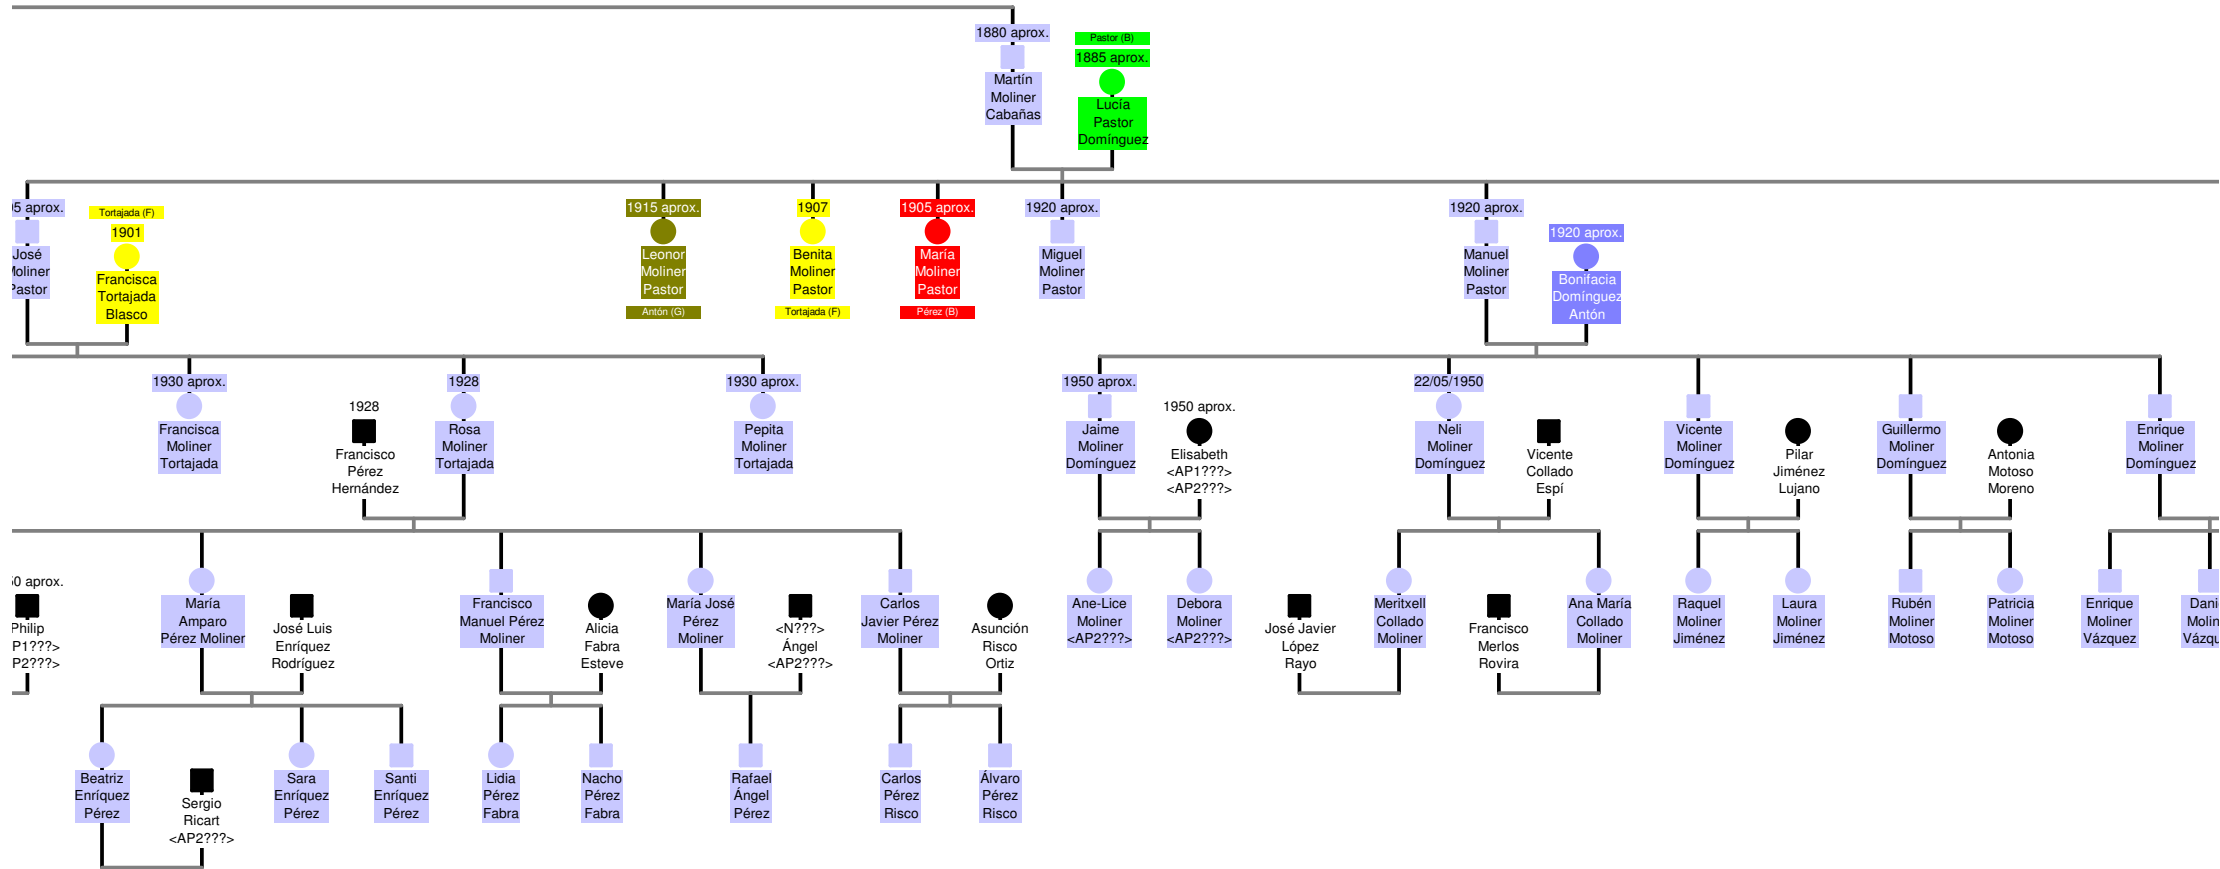 1880 aprox.
Martín
Moliner
Cabañas
Pastor (B)
1885 aprox.
Lucía
Pastor
Domínguez
5 aprox.
José
Moliner
Pastor
Tortajada (F)
1901
Francisca
Tortajada
Blasco
1915 aprox.
Leonor
Moliner
Pastor
Antón (G)
1907
Benita
Moliner
Pastor
Tortajada (F)
1905 aprox.
María
Moliner
Pastor
Pérez (B)
1920 aprox.
Miguel
Moliner
Pastor
1920 aprox.
Manuel
Moliner
Pastor
1920 aprox.
Bonifacia
Domínguez
Antón
1930 aprox.
Francisca
Moliner
Tortajada
1928
Francisco
Pérez
Hernández
1928
Rosa
Moliner
Tortajada
1930 aprox.
Pepita
Moliner
Tortajada
1950 aprox.
Jaime
Moliner
Domínguez
1950 aprox.
Elisabeth
<AP1???>
<AP2???>
22/05/1950
Neli
Moliner
Domínguez
Vicente
Collado
Espí
Vicente
Moliner
Domínguez
Pilar
Jiménez
Lujano
Guillermo
Moliner
Domínguez
Antonia
Motoso
Moreno
Enrique
Moliner
Domínguez
0 aprox.
Philip
P1???>
P2???>
María
Amparo
Pérez Moliner
José Luis
Enríquez
Rodríguez
Francisco
Manuel Pérez
Moliner
Alicia
Fabra
Esteve
María José
Pérez
Moliner
<N???>
Ángel
<AP2???>
Carlos
Javier Pérez
Moliner
Asunción
Risco
Ortiz
Ane-Lice
Moliner
<AP2???>
Debora
Moliner
<AP2???>
José Javier
López
Rayo
Meritxell
Collado
Moliner
Francisco
Merlos
Rovira
Ana María
Collado
Moliner
Raquel
Moliner
Jiménez
Laura
Moliner
Jiménez
Rubén
Moliner
Motoso
Patricia
Moliner
Motoso
Enrique
Moliner
Vázquez
Dani
Molin
Vázqu
Beatriz
Enríquez
Pérez
Sergio
Ricart
<AP2???>
Sara
Enríquez
Pérez
Santi
Enríquez
Pérez
Lidia
Pérez
Fabra
Nacho
Pérez
Fabra
Rafael
Ángel
Pérez
Carlos
Pérez
Risco
Álvaro
Pérez
Risco